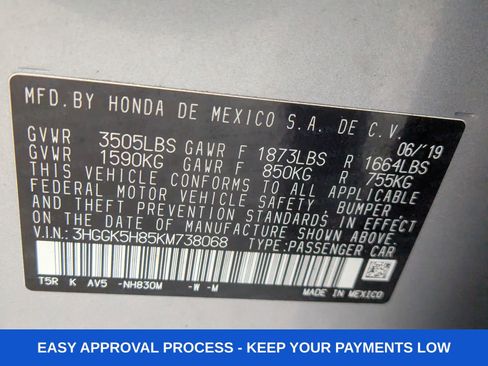 MFD.BY HONDA DE MEXICO S.A. DE C.V.
06/'19
GVWR 3505LBS GAWR F 1873LBS R 1664LBS
GVWR 1590KG GAWR F 850KG R 755KG
THIS VEHICLE CONFORMS TO ALL APPLICABLE
FEDERAL MOTOR VEHICLE SAFETY, BUMPER,
AND THEFT PREVENTION STANDARDS IN EFFECT
ON THE DATE OF MANUFACTURE SHOWN ABOVE.
V.I.N.: 3HGGK5H85KM738068 TYPE:PASSENGER CAR
T5R K AV5 -NH830M -W -M MADE IN MEXICO
EASY APPROVAL PROCESS - KEEP YOUR PAYMENTS LOW